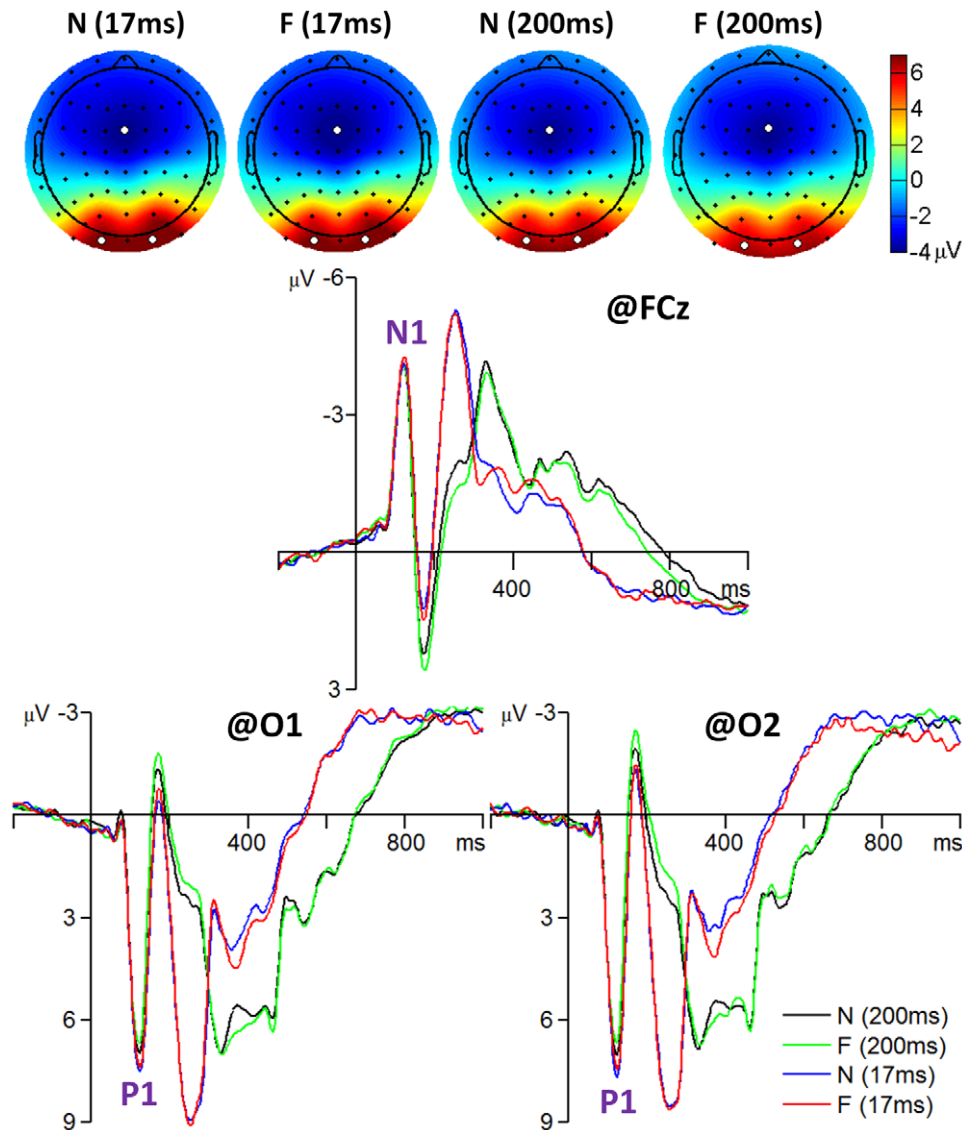 N (17ms) F (17ms) N (200ms) F (200ms)
6
4
2
0
-2
-4 μV
μV -6
@FCz
N1
-3
400 800 ms
3
μV -3
@O1
400 800
ms
3
6
P1
9
μV -3
@O2
400 800
ms
3
6
P1
9
N (200ms)
F (200ms)
N (17ms)
F (17ms)